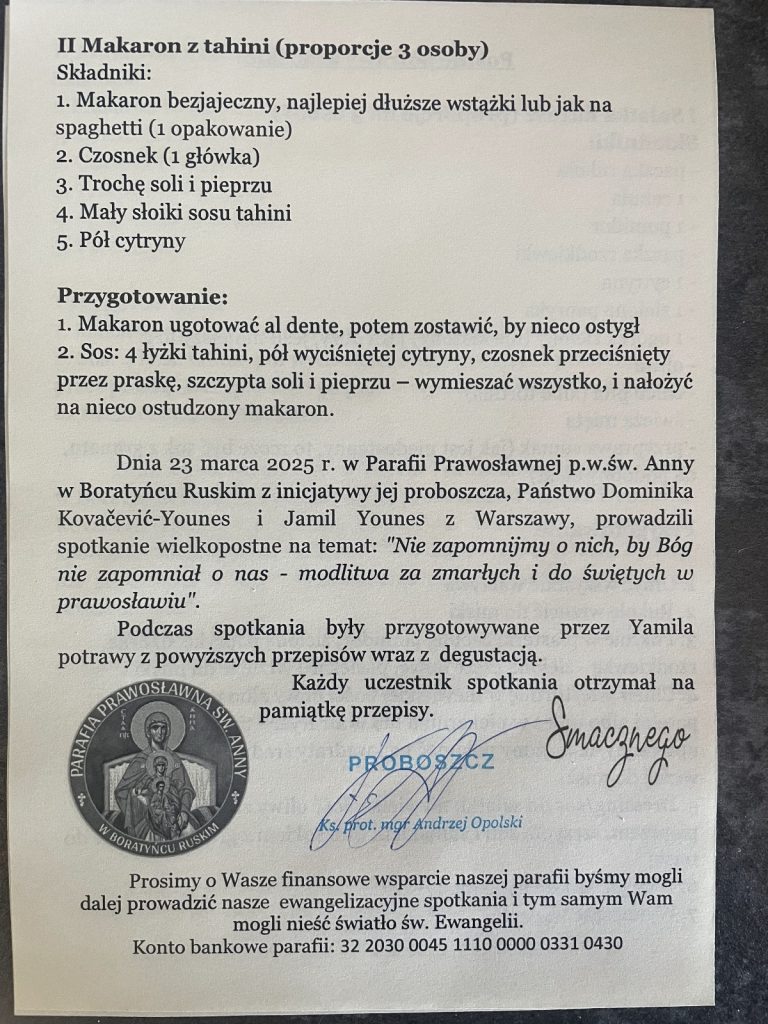 II Makaron z tahini (proporcje 3 osoby)
Składniki:
1. Makaron bezjajeczny, najlepiej dłuższe wstążki lub jak na
spaghetti (1 opakowanie)
2. Czosnek (1 główka)
3. Trochę soli i pieprzu
4. Mały słoiki sosu tahini
5. Pół cytryny
Przygotowanie:
1. Makaron ugotować al dente, potem zostawić, by nieco ostygł
2. Sos: 4 łyżki tahini, pół wyciśniętej cytryny, czosnek przeciśnięty
przez praskę, szczypta soli i pieprzu – wymieszać wszystko, i nałożyć
na nieco ostudzony makaron.
Dnia 23 marca 2025 r. w Parafii Prawosławnej p.w.św. Anny
w Boratyńcu Ruskim z inicjatywy jej proboszcza, Państwo Dominika
Kovačević-Younes i Jamil Younes z Warszawy, prowadzili
spotkanie wielkopostne na temat: "Nie zapomnijmy o nich, by Bóg
nie zapomniał o nas - modlitwa za zmarłych i do świętych w
prawosławiu".
Podczas spotkania były przygotowywane przez Yamila
potrawy z powyższych przepisów wraz z degustacją.
Każdy uczestnik spotkania otrzymał na
pamiątkę przepisy.
Smacznego
PARAFIA PRAWOSŁAWNA ŚW. ANNY
W BORATYŃCU RUSKIM
PROBOSZCZ
Ks. prot. mgr Andrzej Opolski
Prosimy o Wasze finansowe wsparcie naszej parafii byśmy mogli
dalej prowadzić nasze ewangelizacyjne spotkania i tym samym Wam
mogli nieść światło św. Ewangelii.
Konto bankowe parafii: 32 2030 0045 1110 0000 0331 0430